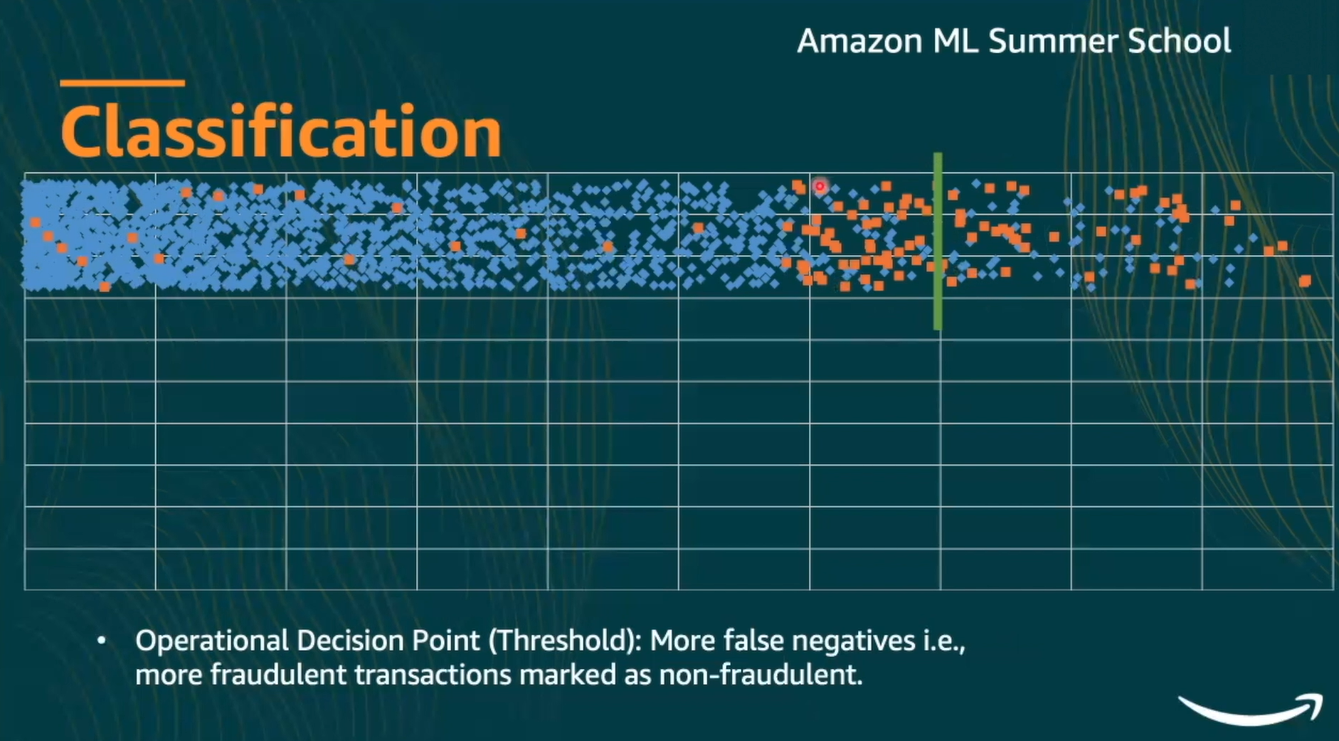 Amazon ML Summer School
Classification
• Operational Decision Point (Threshold): More false negatives i.e.,
more fraudulent transactions marked as non-fraudulent.